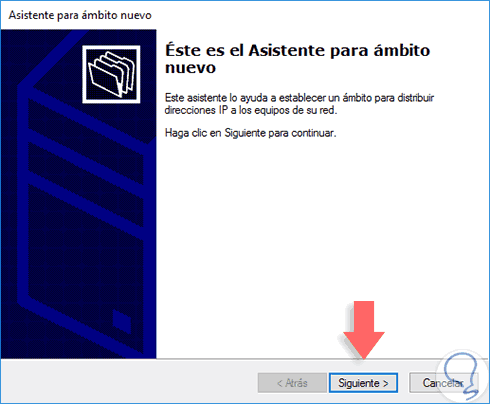 Asistente para ámbito nuevo
Éste es el Asistente para ámbito
nuevo
Este asistente lo ayuda a establecer un ámbito para distribuir
direcciones IP a los equipos de su red.
Haga clic en Siguiente para continuar.
< Atrás
Siguiente >
Cancelar